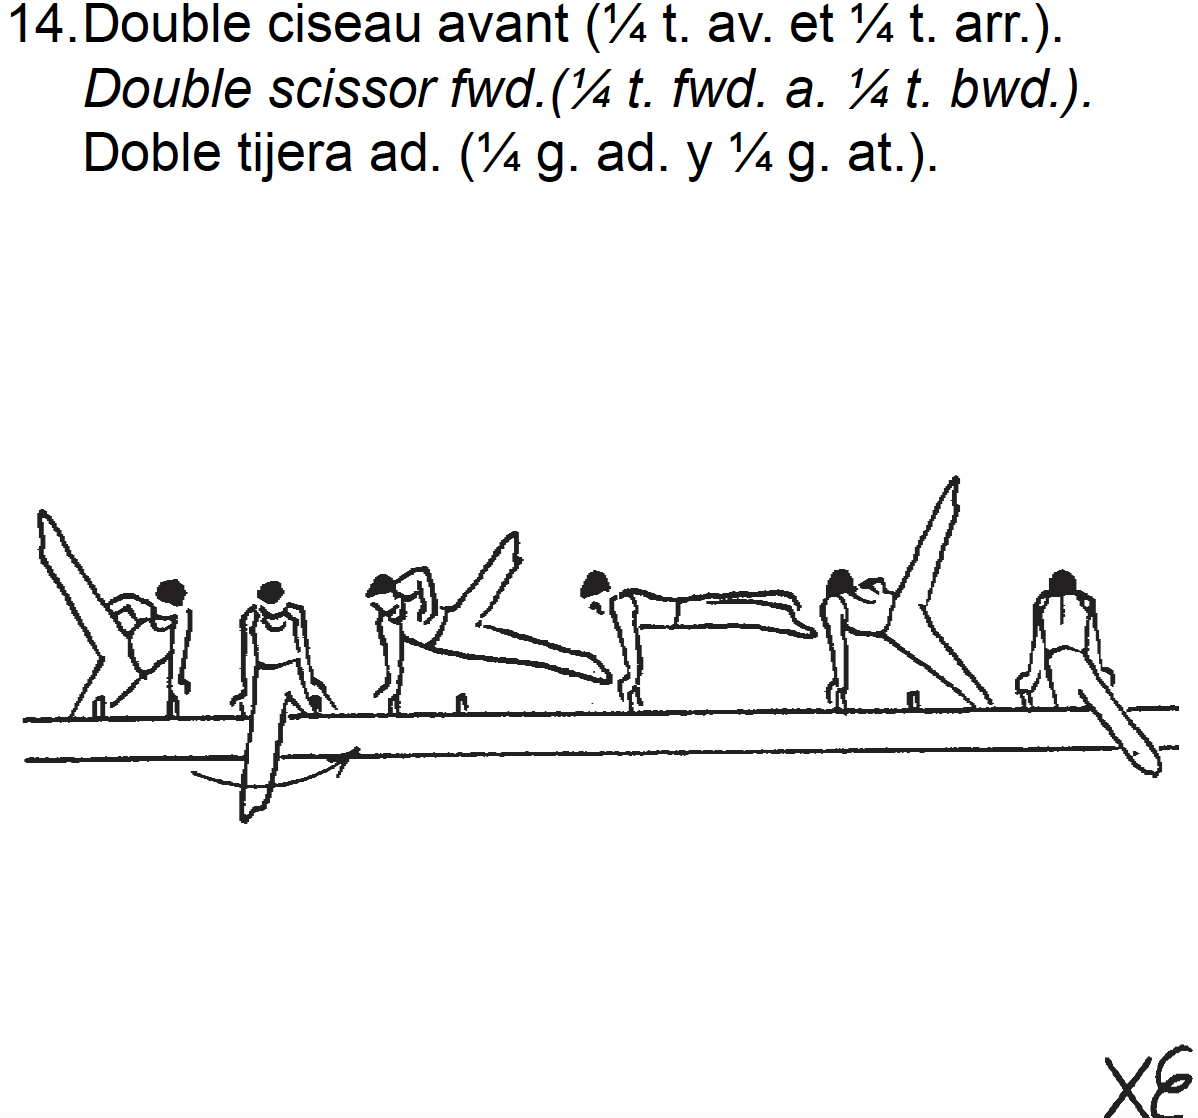 14.Double ciseau avant (¼ t. av. et ¼ t. arr.).
Double scissor fwd.(¼ t. fwd. a. ¼ t. bwd.).
Doble tijera ad. (¼ g. ad. y ¼ g. at.).